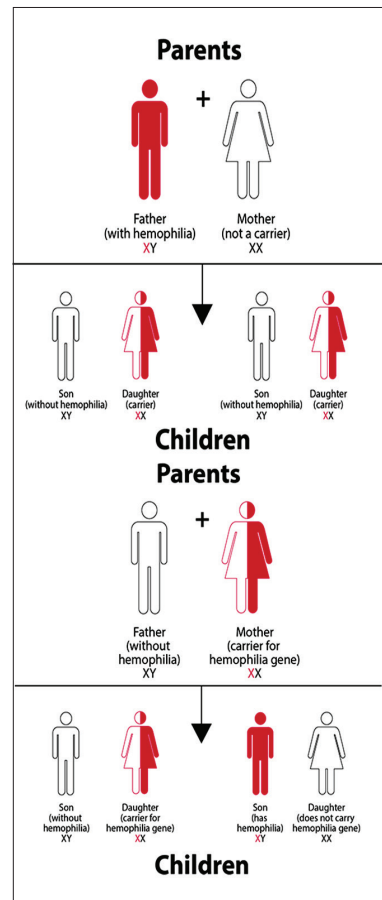 Parents
+
Father
(with hemophilia)
XY
Mother
(not a carrier)
XX
Son
(without hemophilia)
XY
Daughter
(carrier)
XX
Son
(without hemophilia)
XY
Daughter
(carrier)
XX
Children
Parents
+
Father
(without
hemophilia)
XY
Mother
(carrier for
hemophilia gene)
XX
Son
(without
hemophilia)
XY
Daughter
(carrier for
hemophilia gene)
XX
Son
(has
hemophilia)
XY
Daughter
(does not carry
hemophilia gene)
XX
Children